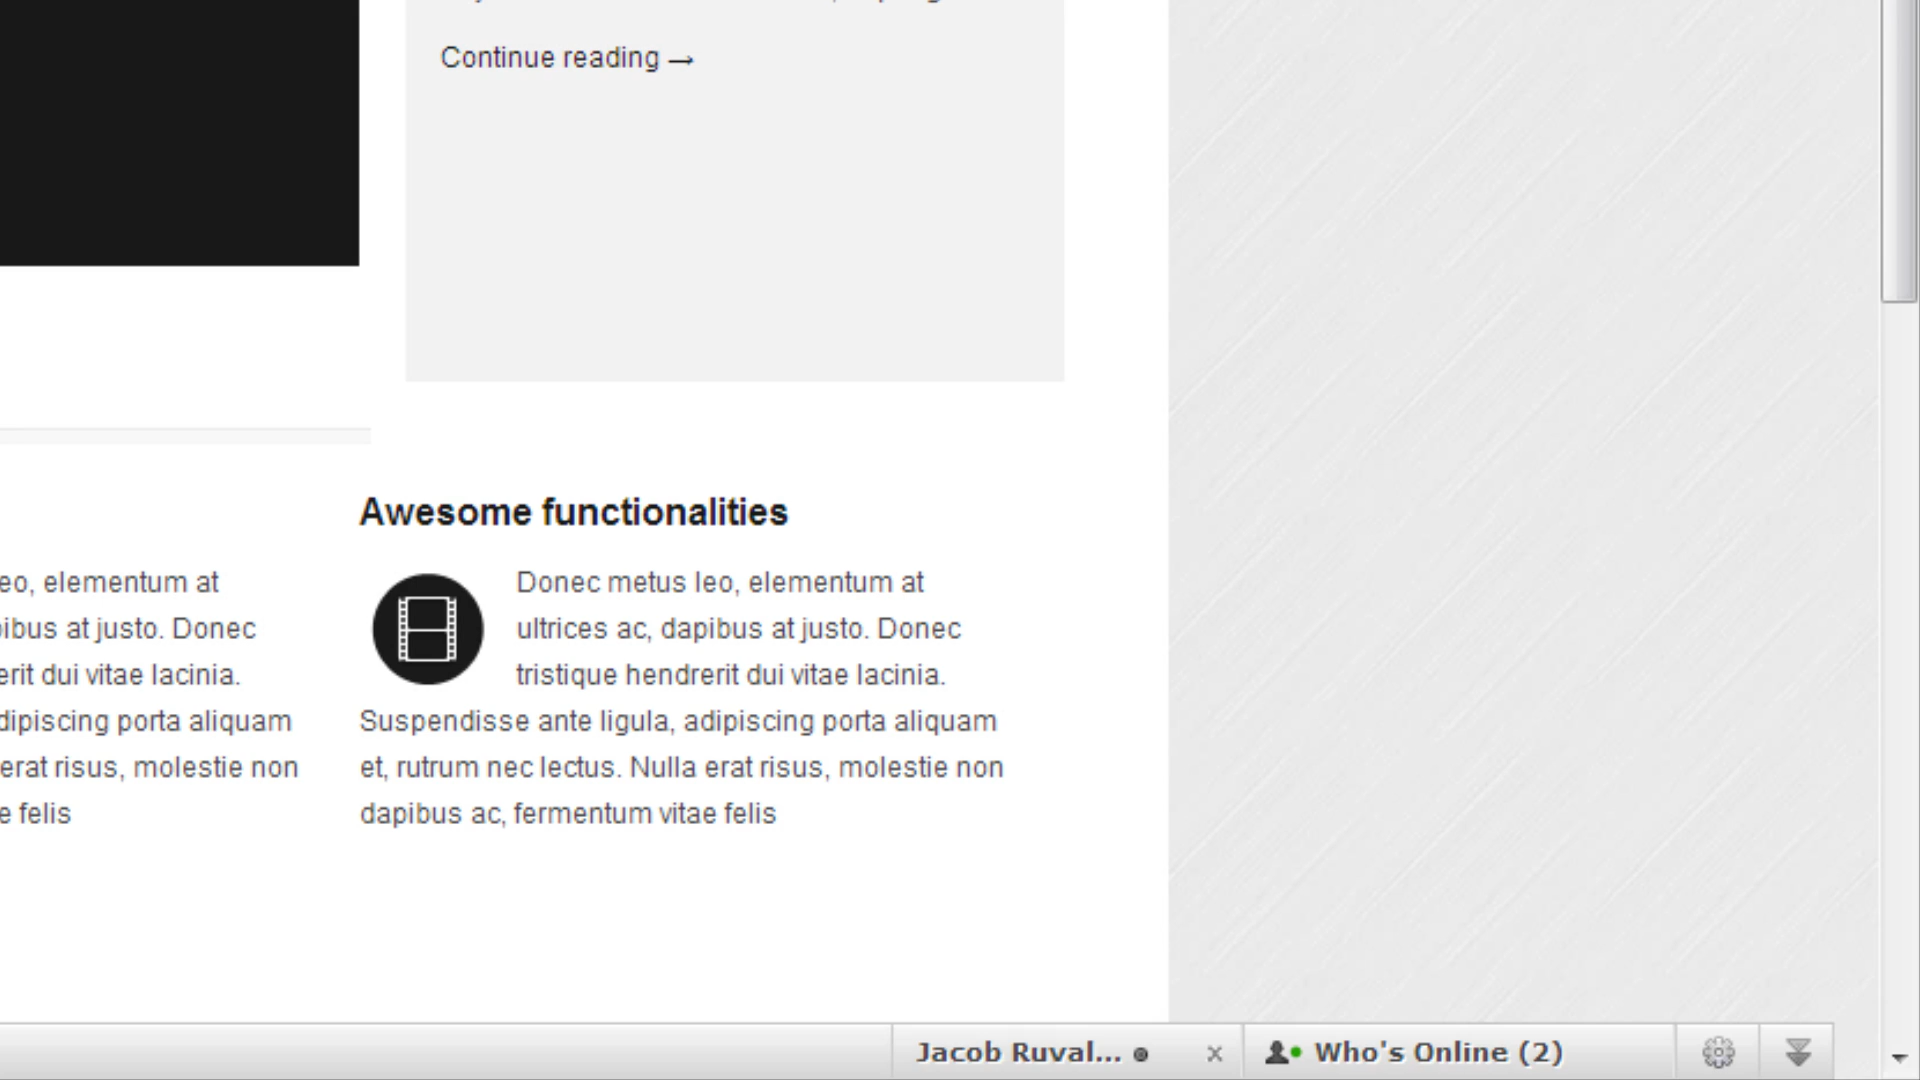 Continue reading →
Awesome functionalities
eo, elementum at
ibus at justo. Donec
erit dui vitae lacinia.
dipiscing porta aliquam
erat risus, molestie non
e felis
Donec metus leo, elementum at
ultrices ac, dapibus at justo. Donec
tristique hendrerit dui vitae lacinia.
Suspendisse ante ligula, adipiscing porta aliquam
et, rutrum nec lectus. Nulla erat risus, molestie non
dapibus ac, fermentum vitae felis
Jacob Ruval...
Who's Online (2)